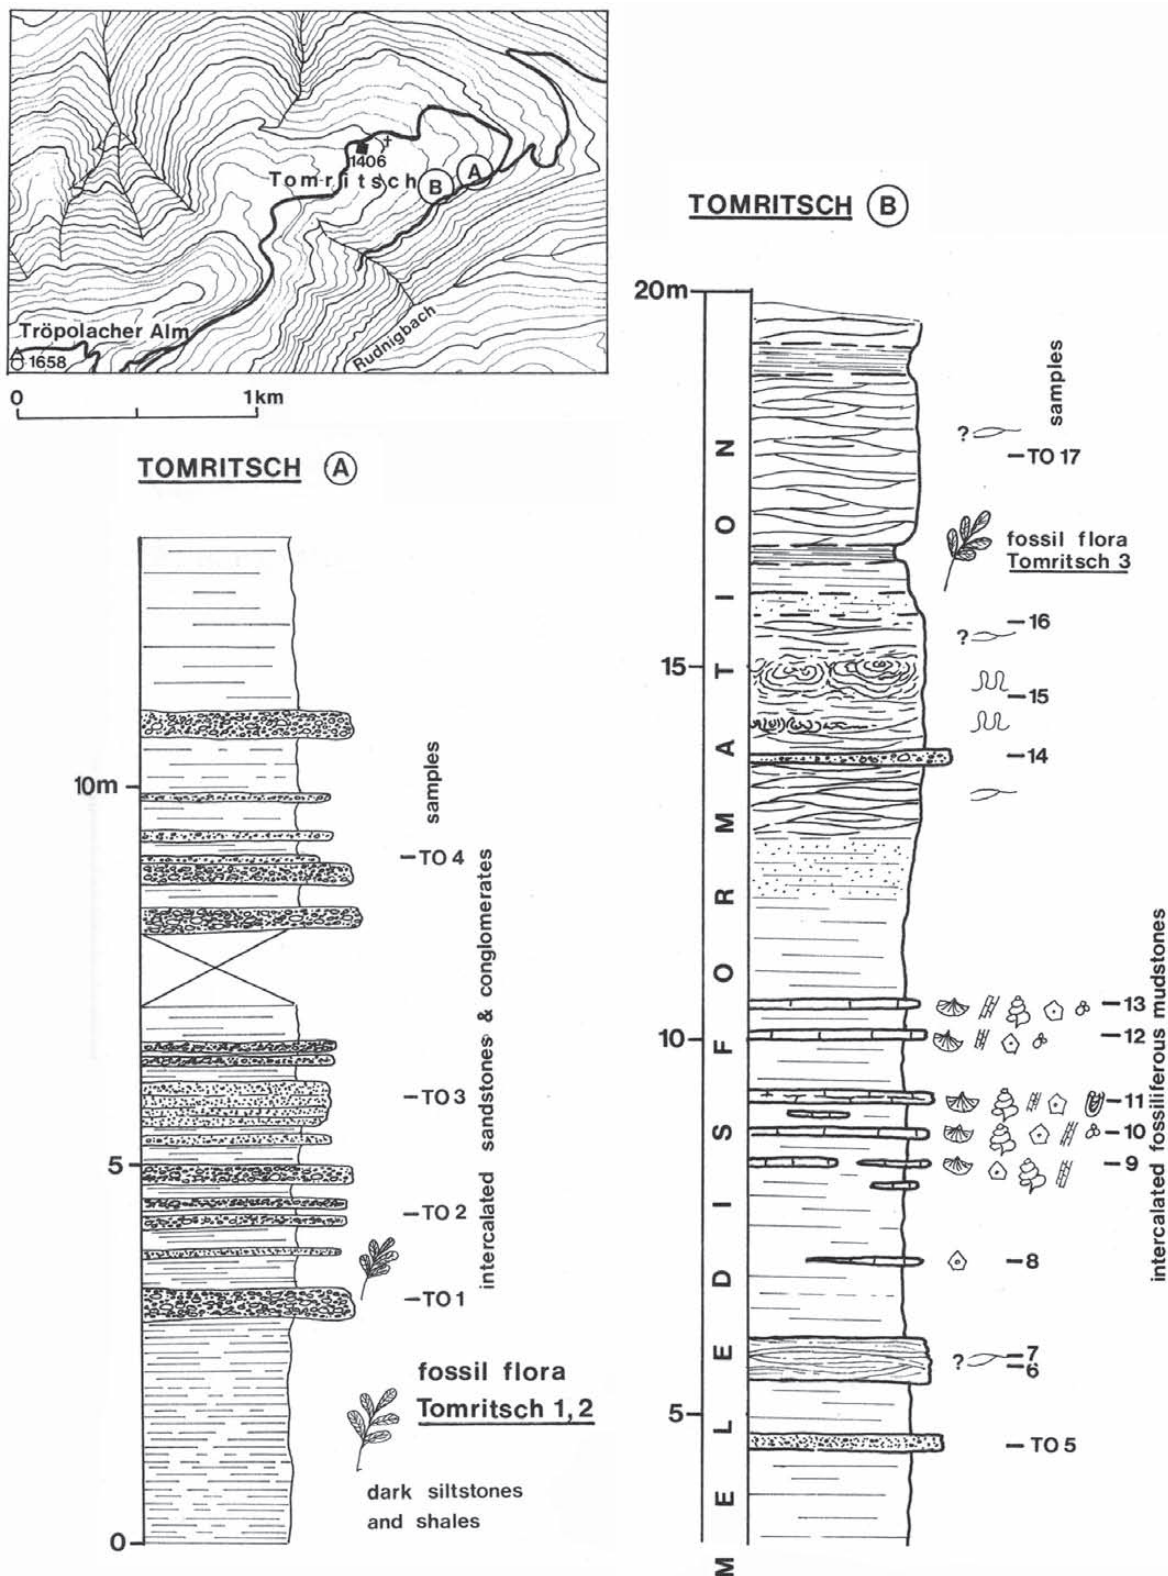 1406
Tomritsch
B
A
Tröpolacher Alm
1658
Rudnigbach
0
1km
TOMRITSCH A
10m
5
0
samples
TO 4
TO 3
TO 2
TO 1
intercalated sandstones & conglomerates
fossil flora
Tomritsch 1, 2
dark siltstones
and shales
TOMRITSCH B
20m
15
10
5
MELEDIS FORMATION
samples
TO 17
fossil flora
Tomritsch 3
16
15
14
13
12
11
10
9
8
7
6
TO 5
?
?
?
intercalated fossiliferous mudstones